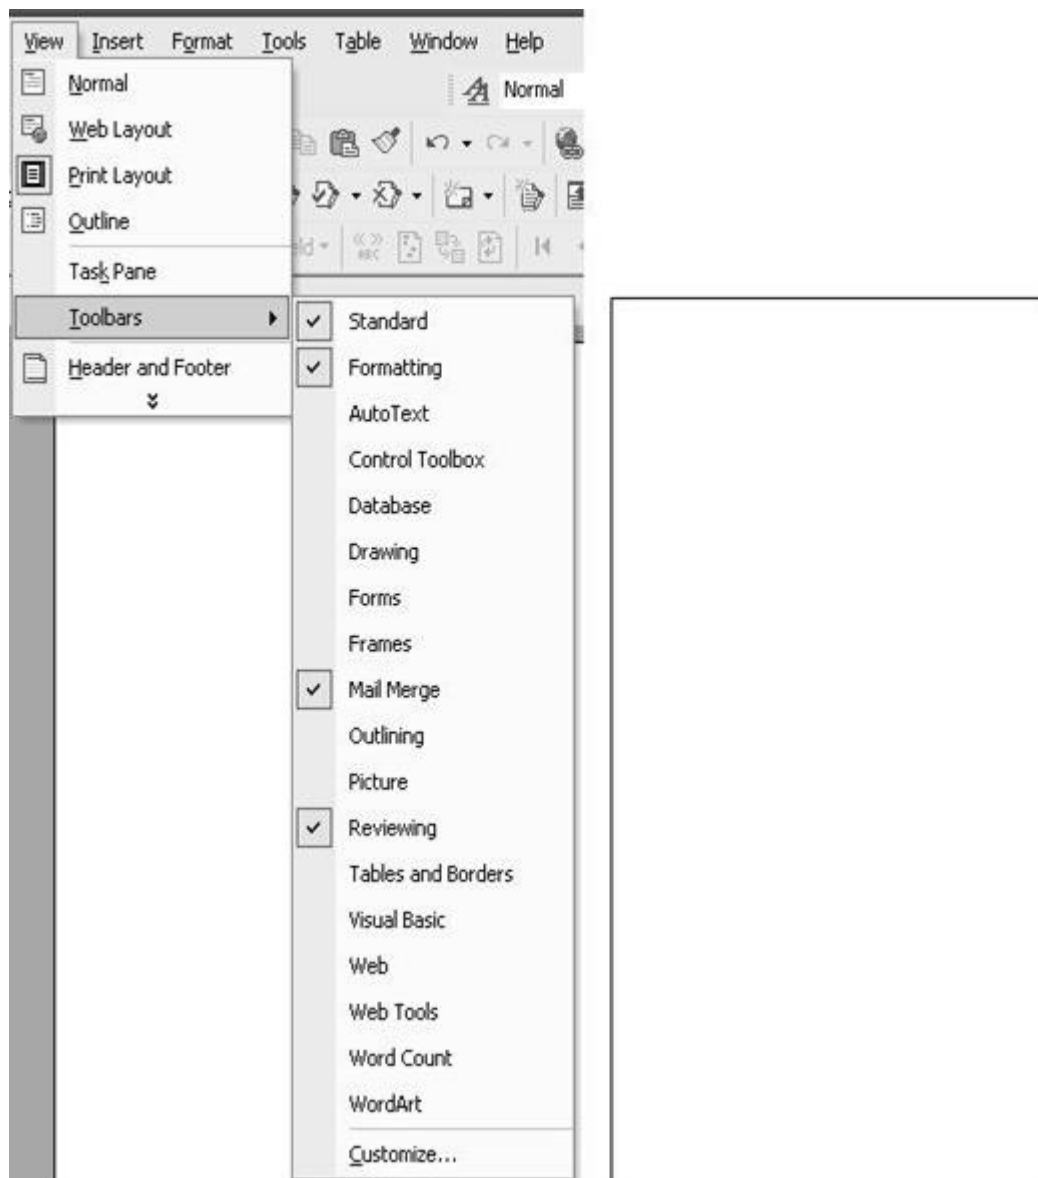 View Insert Format Tools Table Window Help
Normal
Normal
Web Layout
Print Layout
Outline
Task Pane
Toolbars
Header and Footer
Standard
Formatting
AutoText
Control Toolbox
Database
Drawing
Forms
Frames
Mail Merge
Outlining
Picture
Reviewing
Tables and Borders
Visual Basic
Web
Web Tools
Word Count
WordArt
Customize...